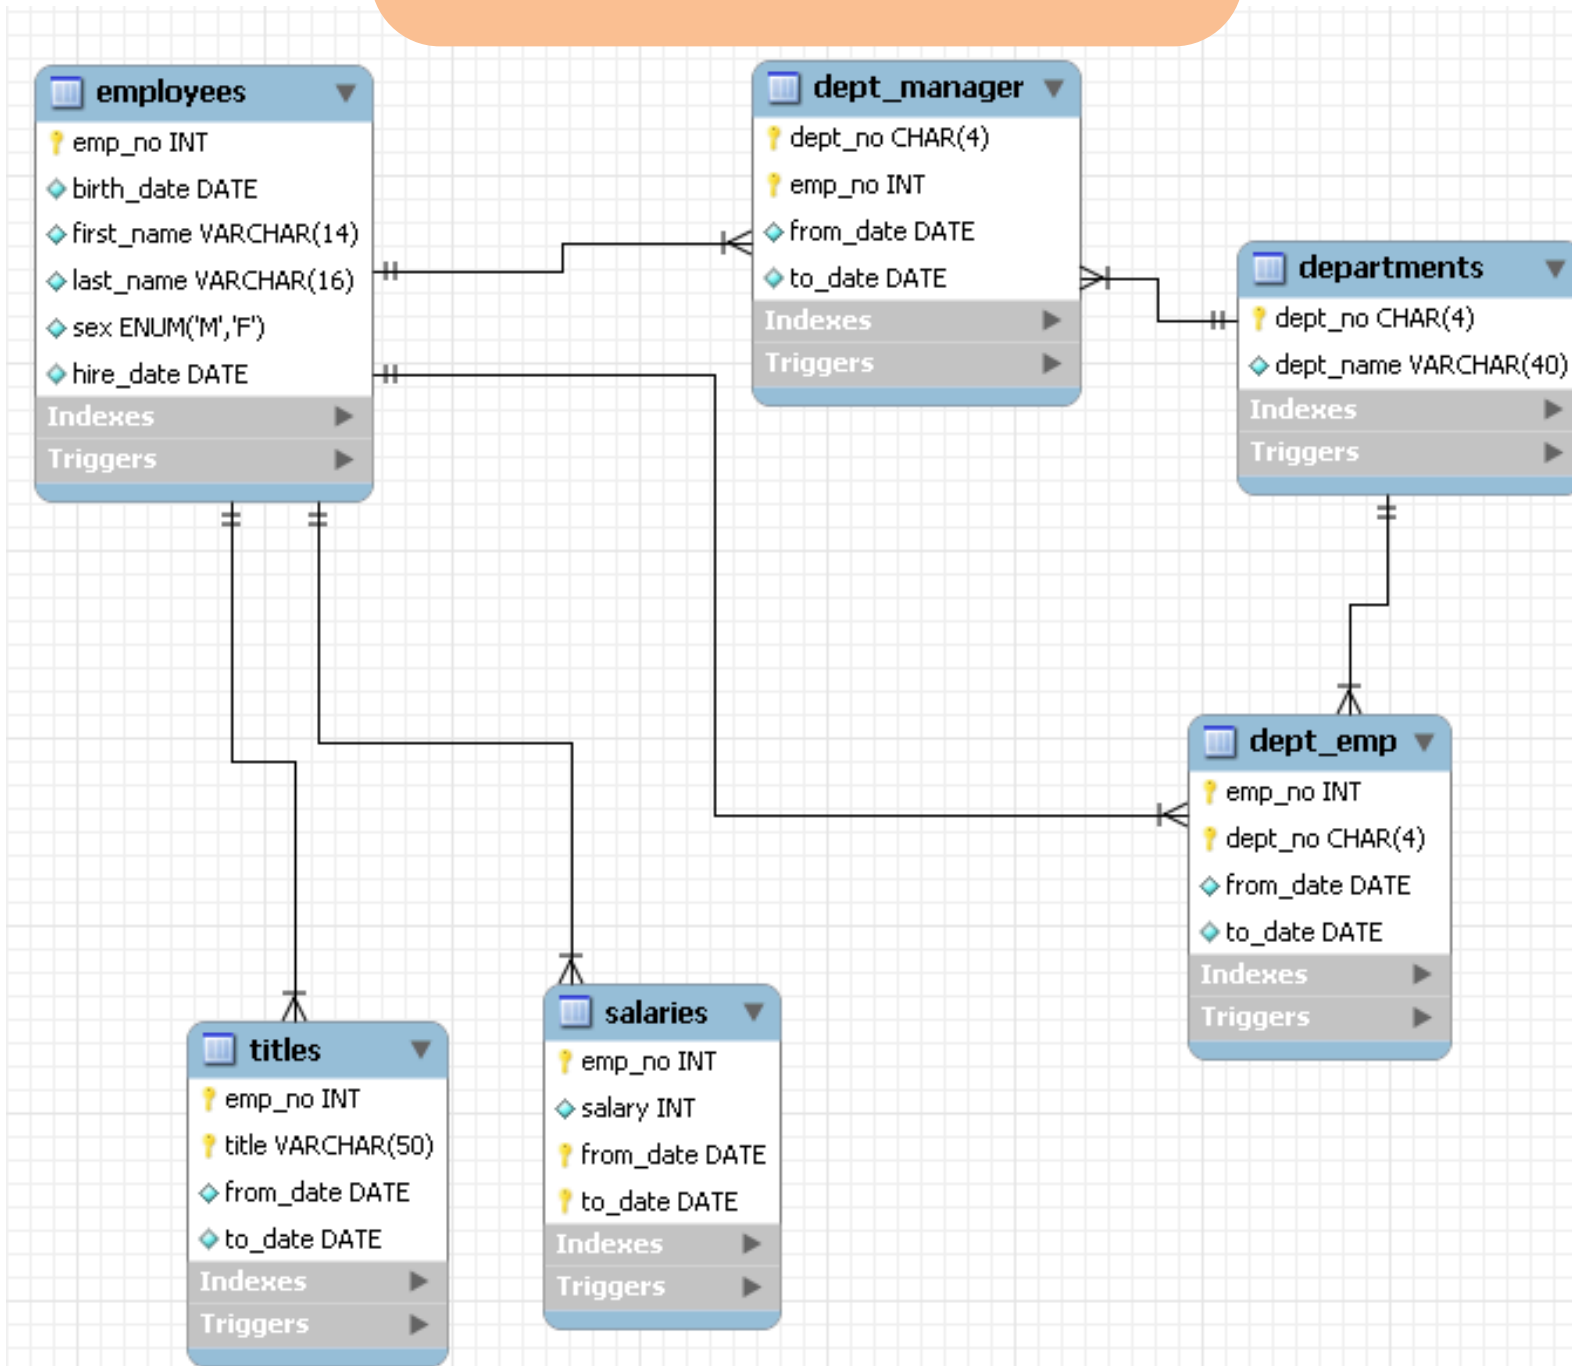 employees
emp_no INT
birth_date DATE
first_name VARCHAR(14)
last_name VARCHAR(16)
sex ENUM('M','F')
hire_date DATE
Indexes
Triggers
dept_manager
dept_no CHAR(4)
emp_no INT
from_date DATE
to_date DATE
Indexes
Triggers
departments
dept_no CHAR(4)
dept_name VARCHAR(40)
Indexes
Triggers
dept_emp
emp_no INT
dept_no CHAR(4)
from_date DATE
to_date DATE
Indexes
Triggers
titles
emp_no INT
title VARCHAR(50)
from_date DATE
to_date DATE
Indexes
Triggers
salaries
emp_no INT
salary INT
from_date DATE
to_date DATE
Indexes
Triggers